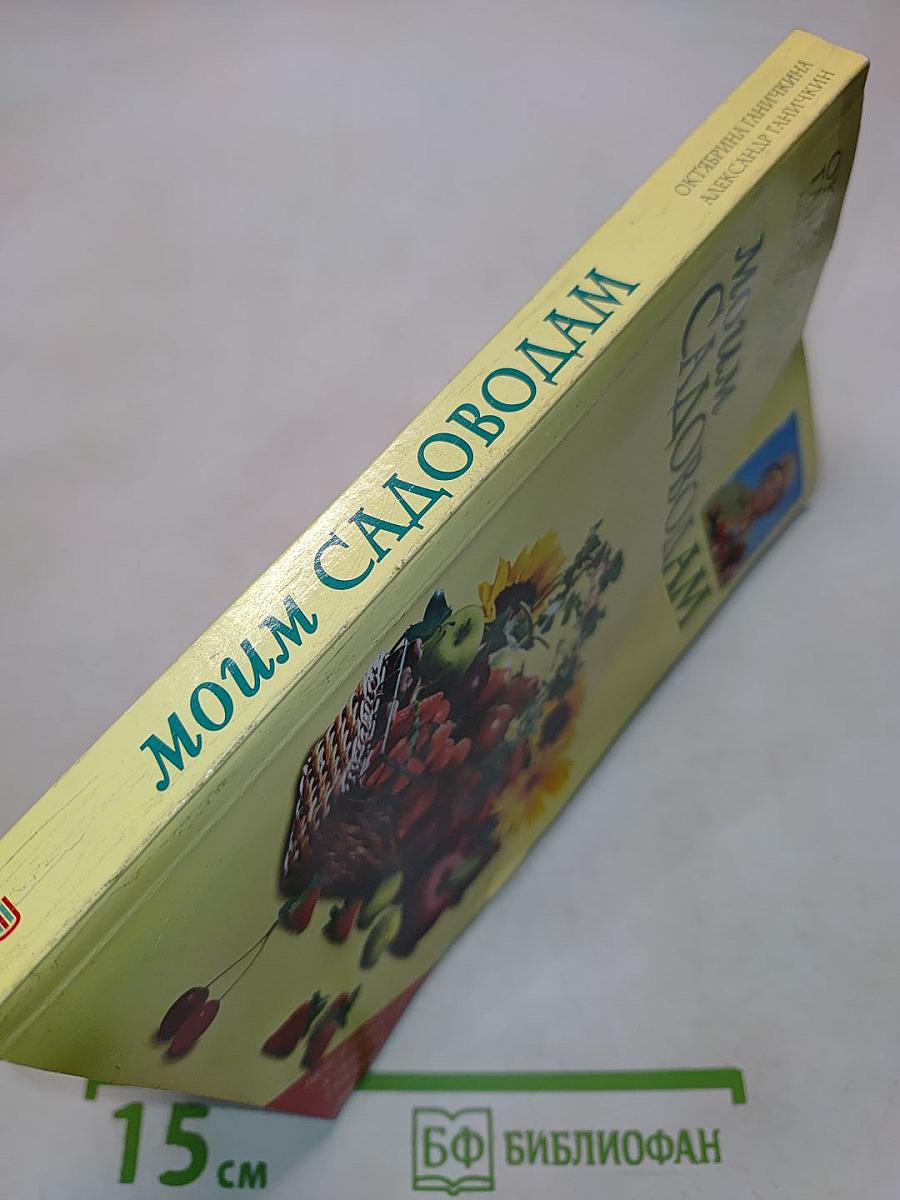 ОКТЯБРИНА ГАНИЧКИНА
АЛЕКСАНДР ГАНИЧКИН
моим САДОВОДАМ
моим
САДОВОДАМ
15 см
БФ БИБЛИОФАН